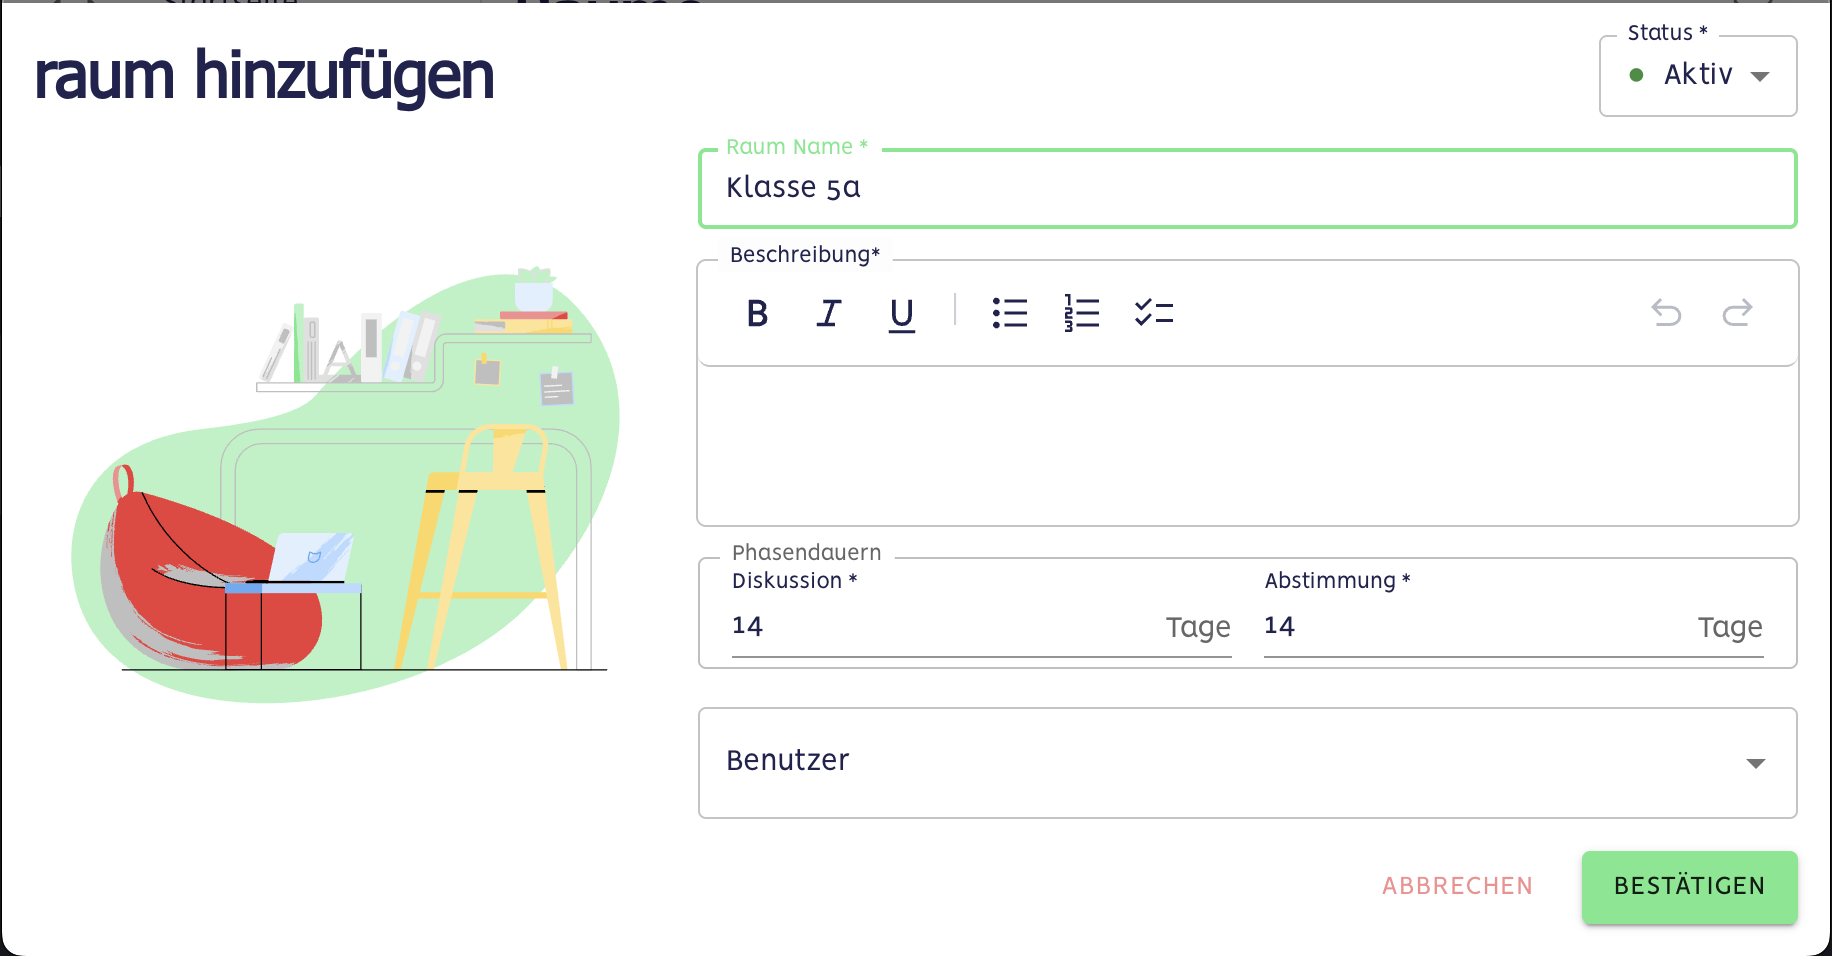 raum hinzufügen
Status *
Aktiv
Raum Name *
Klasse 5a
Beschreibung*
B I U
Phasendauern
Diskussion * Abstimmung *
14 Tage 14 Tage
Benutzer
ABBRECHEN BESTÄTIGEN